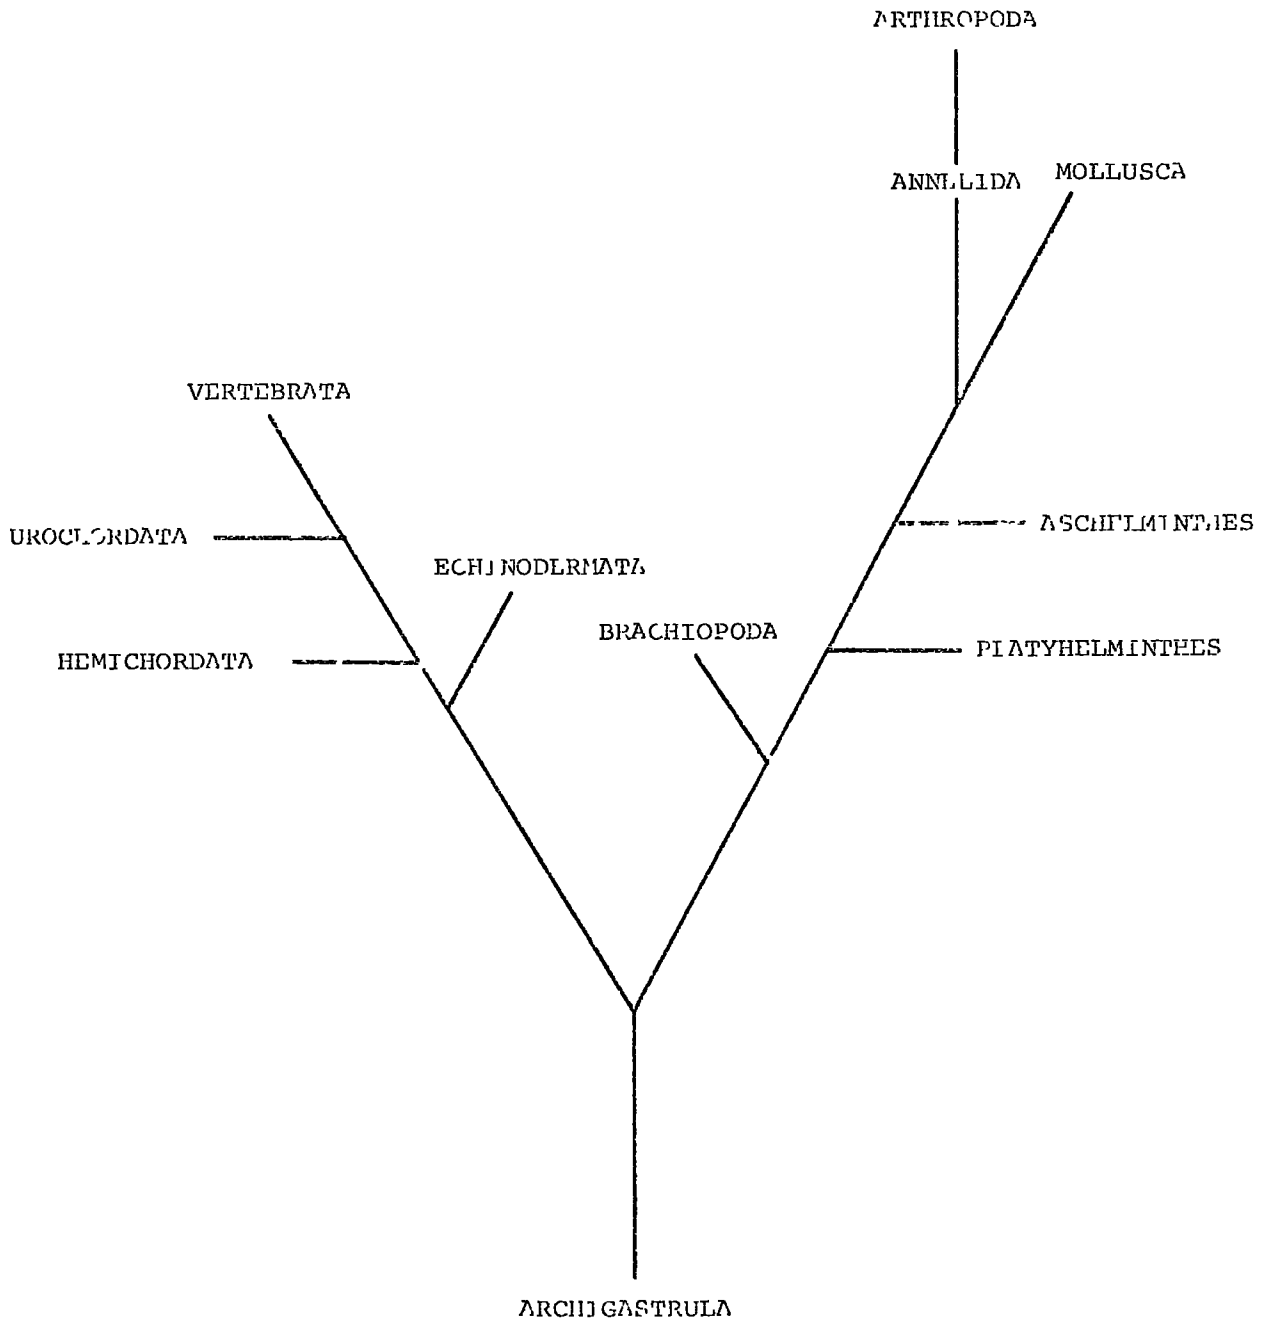 ARTHROPODA
ANNELIDA
MOLLUSCA
VERTEBRATA
UROCHORDATA
ASCHELMINTHES
ECHINODERMATA
BRACHIOPODA
HEMICHORDATA
PLATYHELMINTHES
ARCHIGASTRULA